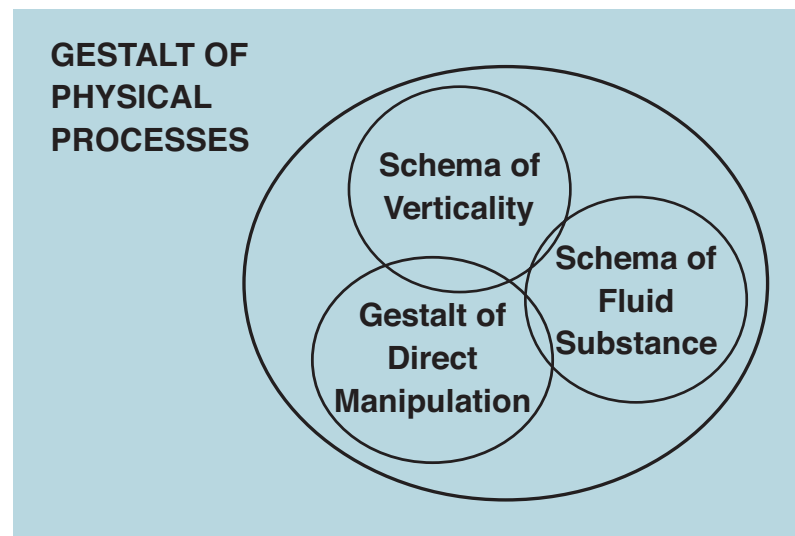 GESTALT OF
PHYSICAL
PROCESSES
Schema of
Verticality
Schema of
Fluid
Substance
Gestalt of
Direct
Manipulation